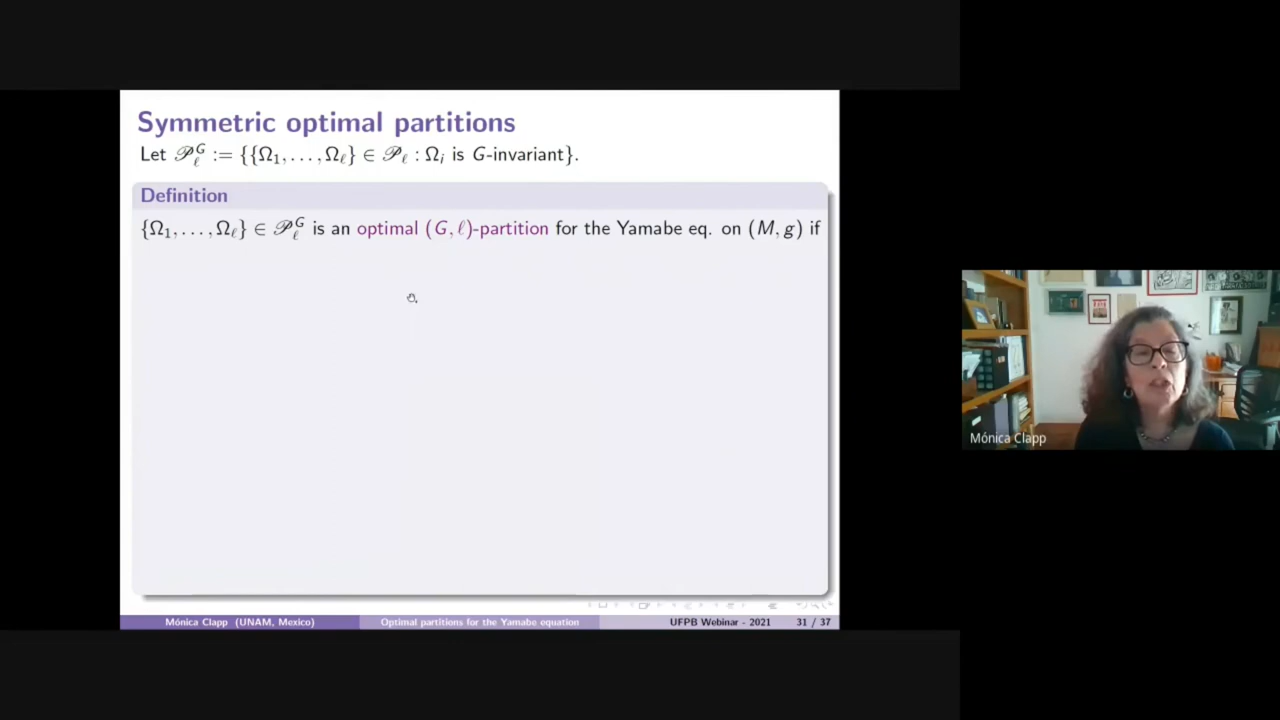 Symmetric optimal partitions
Let 𝒫_ℓ^G := {{Ω₁, . . . , Ω_ℓ} ∈ 𝒫_ℓ : Ω_i is G-invariant}.
Definition
{Ω₁, . . . , Ω_ℓ} ∈ 𝒫_ℓ^G is an optimal (G, ℓ)-partition for the Yamabe eq. on (M, g) if
Mónica Clapp
Mónica Clapp (UNAM, Mexico) Optimal partitions for the Yamabe equation UFPB Webinar - 2021 31 / 37